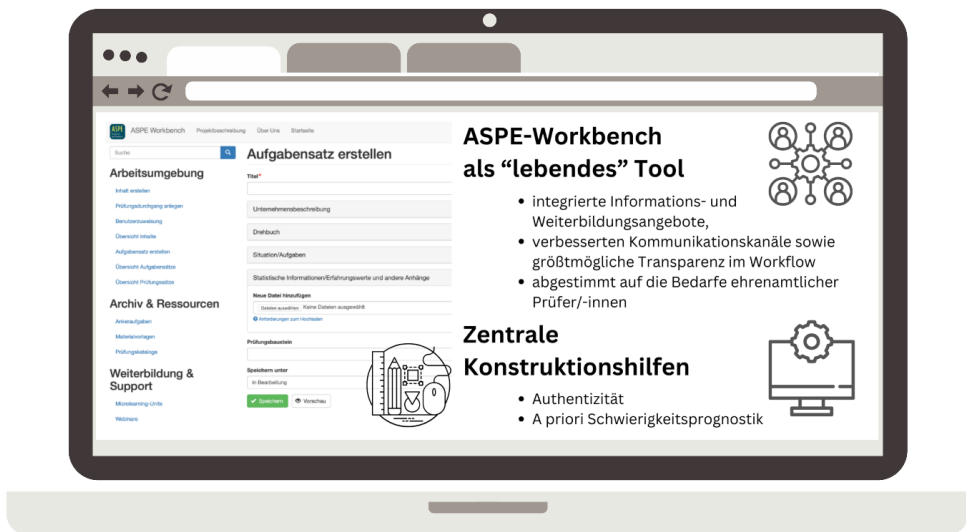 ASPE
ASPE Workbench Projektbeschreibung Über Uns Startseite
Suche
Arbeitsumgebung
Inhalt erstellen
Prüfungsdurchgang anlegen
Benutzerzuweisung
Übersicht Inhalte
Aufgabensatz erstellen
Übersicht Aufgabensätze
Übersicht Prüfungssätze
Archiv & Ressourcen
Ankeraufgaben
Materialvorlagen
Prüfungskataloge
Weiterbildung &
Support
Microlearning-Units
Webinare
Aufgabensatz erstellen
Titel*
Unternehmensbeschreibung
Drehbuch
Situation/Aufgaben
Statistische Informationen/Erfahrungswerte und andere Anhänge
Neue Datei hinzufügen
Dateien auswählen Keine Dateien ausgewählt
Anforderungen zum Hochladen
Prüfungsbaustein
Speichern unter
In Bearbeitung
Speichern Vorschau
ASPE-Workbench
als “lebendes” Tool
• integrierte Informations- und
Weiterbildungsangebote,
• verbesserten Kommunikationskanäle sowie
größtmögliche Transparenz im Workflow
• abgestimmt auf die Bedarfe ehrenamtlicher
Prüfer/-innen
Zentrale
Konstruktionshilfen
• Authentizität
• A priori Schwierigkeitsprognostik